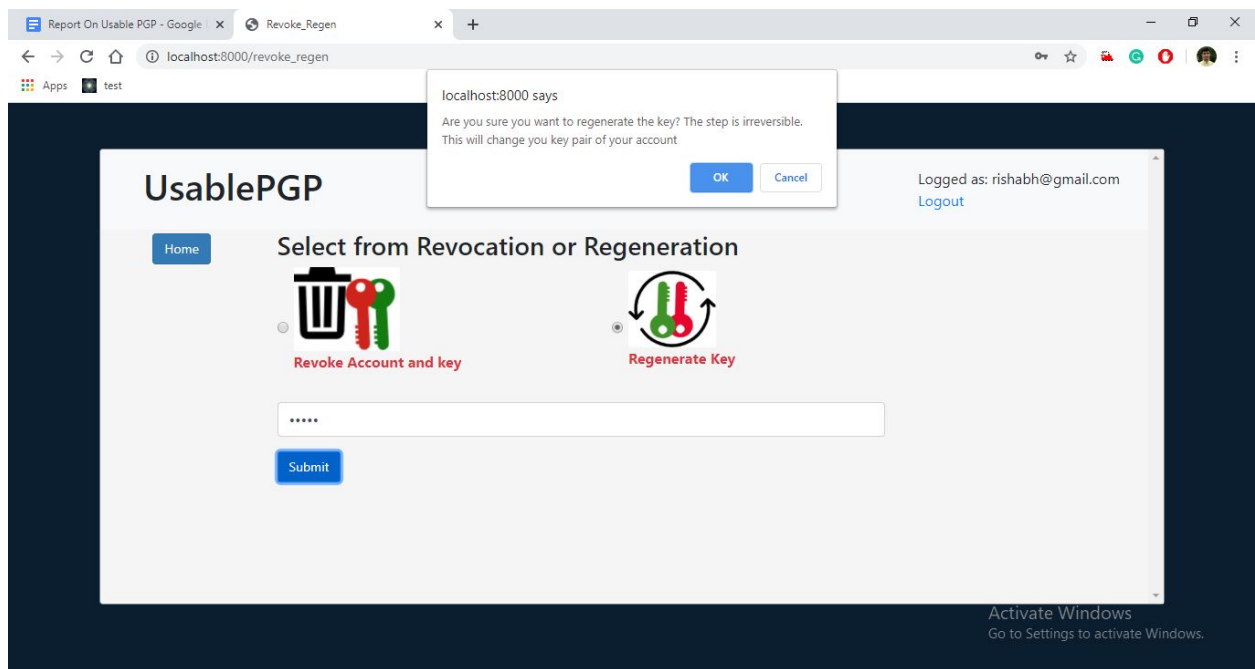 Report On Usable PGP - Google
Revoke_Regen
localhost:8000/revoke_regen
Apps
test
localhost:8000 says
Are you sure you want to regenerate the key? The step is irreversible.
This will change you key pair of your account
OK
Cancel
UsablePGP
Logged as: rishabh@gmail.com
Logout
Home
Select from Revocation or Regeneration
Revoke Account and key
Regenerate Key
•••••
Submit
Activate Windows
Go to Settings to activate Windows.